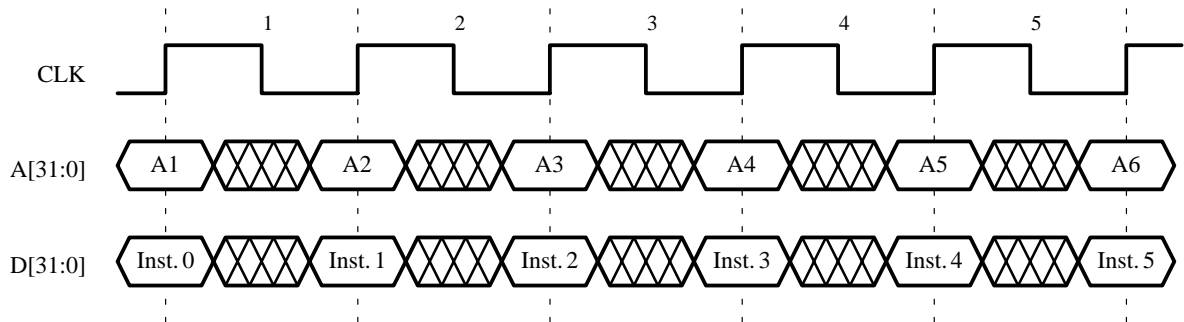 1 2 3 4 5
CLK
A[31:0] A1 A2 A3 A4 A5 A6
D[31:0] Inst. 0 Inst. 1 Inst. 2 Inst. 3 Inst. 4 Inst. 5